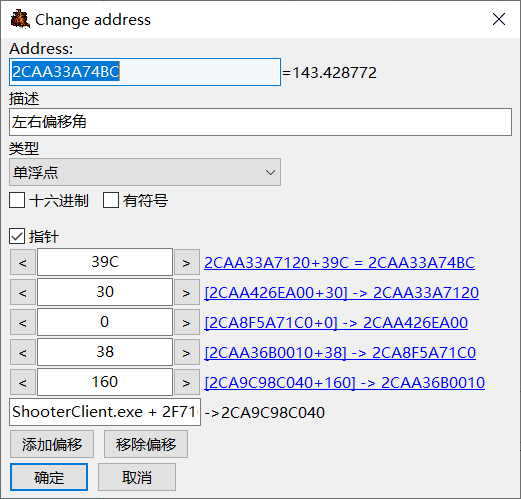 Change address
Address:
2CAA33A74BC =143.428772
描述
左右偏移角
类型
单浮点
十六进制 有符号
指针
< 39C > 2CAA33A7120+39C = 2CAA33A74BC
< 30 > [2CAA426EA00+30] -> 2CAA33A7120
< 0 > [2CA8F5A71C0+0] -> 2CAA426EA00
< 38 > [2CAA36B0010+38] -> 2CA8F5A71C0
< 160 > [2CA9C98C040+160] -> 2CAA36B0010
ShooterClient.exe + 2F71 ->2CA9C98C040
添加偏移 移除偏移
确定 取消